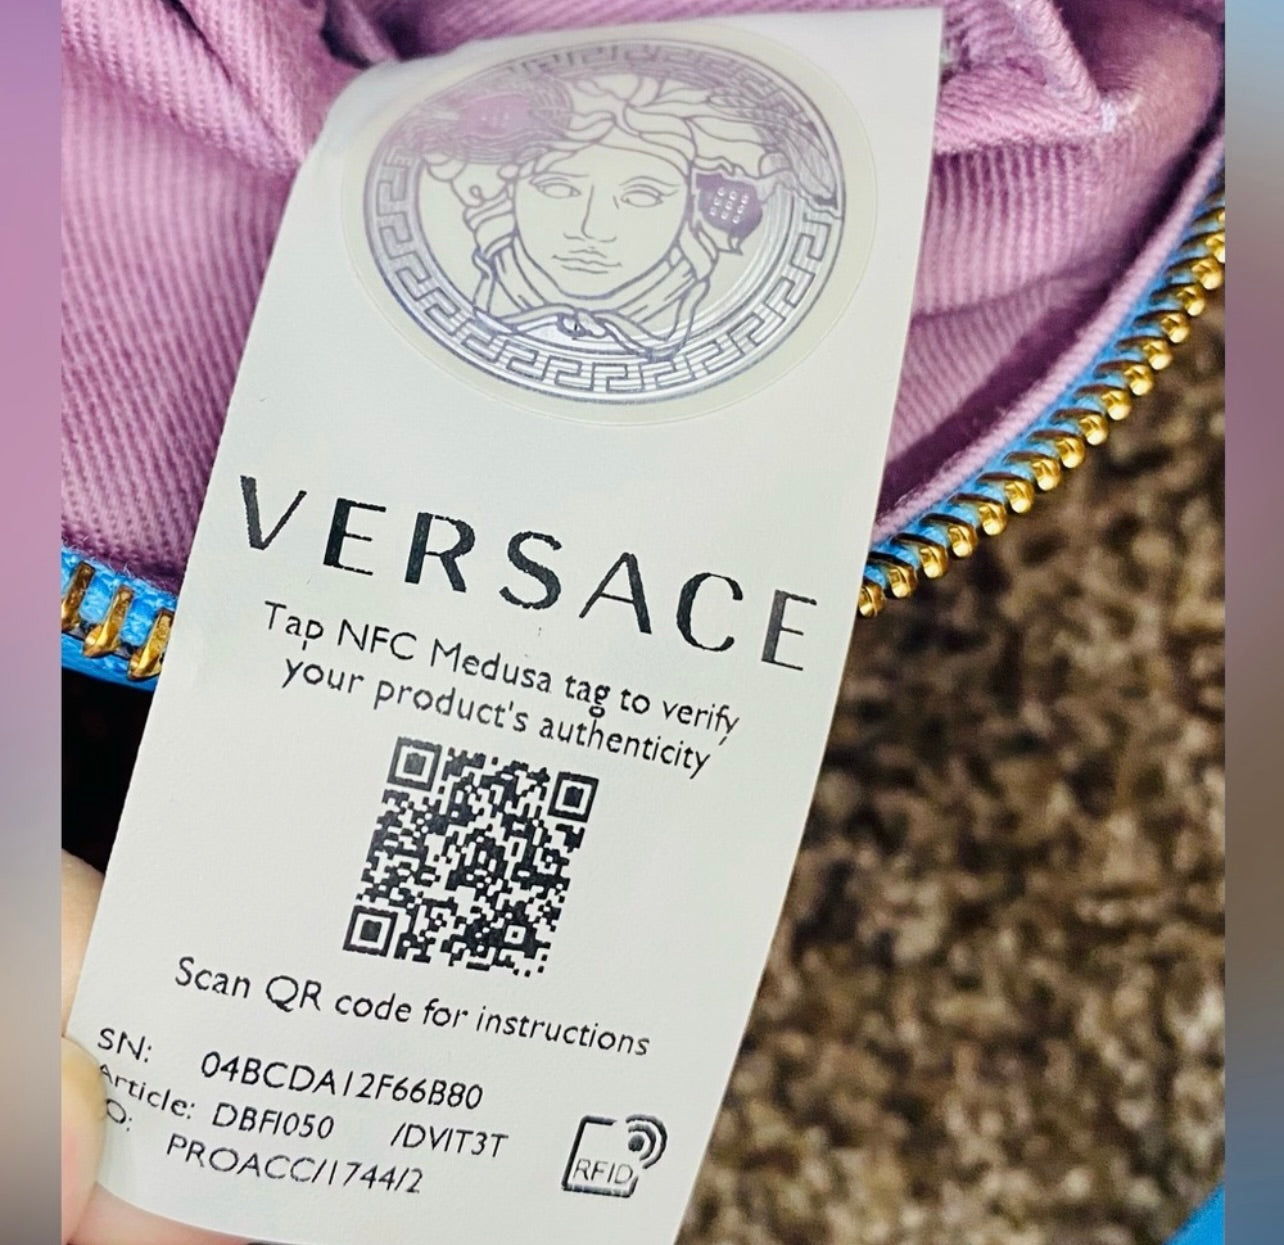 VERSACE
Tap NFC Medusa tag to verify
your product's authenticity
Scan QR code for instructions
SN: 04BCDA12F66B80
Article: DBFI050 /DVIT3T
O: PROACC/1744/2
RFID